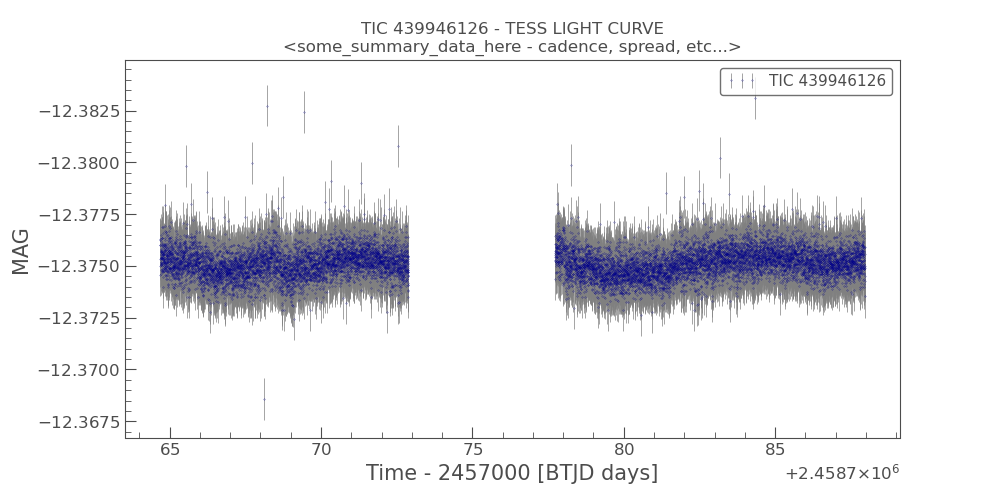 TIC 439946126 - TESS LIGHT CURVE
<some_summary_data_here - cadence, spread, etc...>
TIC 439946126
MAG
−12.3825
−12.3800
−12.3775
−12.3750
−12.3725
−12.3700
−12.3675
65 70 75 80 85
Time - 2457000 [BTJD days]
+2.4587×10⁶